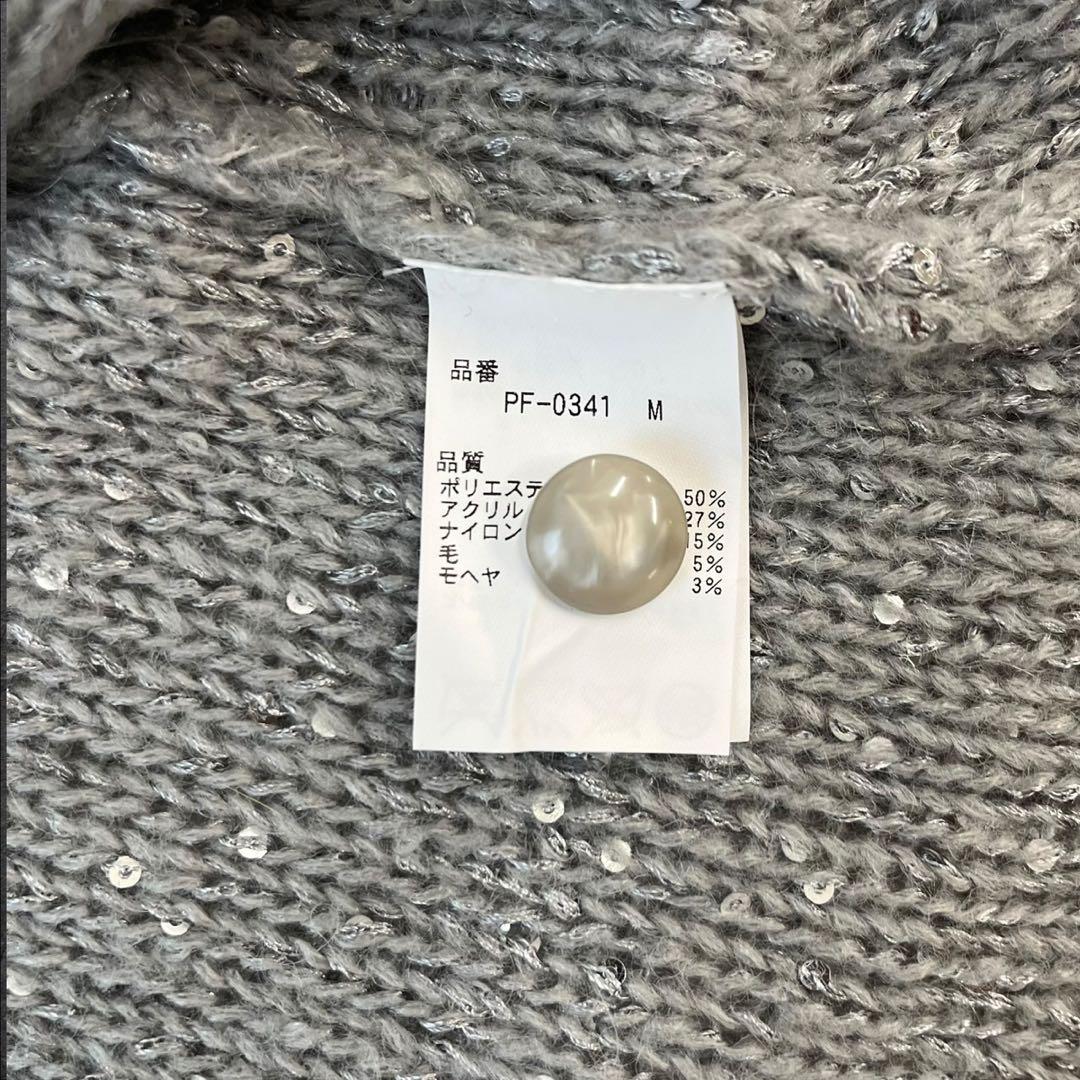 品番
PF-0341 M
品質
ポリエステ 50%
アクリル 27%
ナイロン 15%
毛 5%
モヘヤ 3%